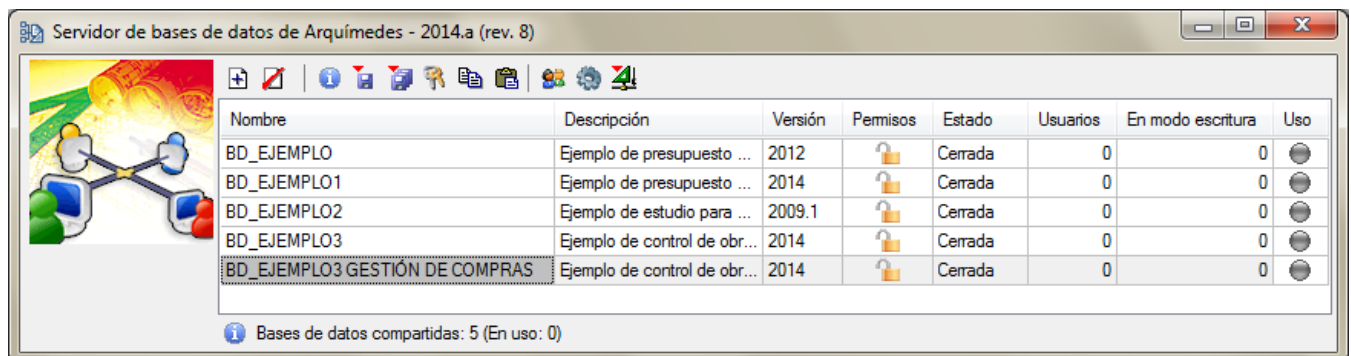 Servidor de bases de datos de Arquímedes - 2014.a (rev. 8)
Nombre Descripción Versión Permisos Estado Usuarios En modo escritura Uso
BD_EJEMPLO Ejemplo de presupuesto ... 2012 Cerrada 0 0
BD_EJEMPLO1 Ejemplo de presupuesto ... 2014 Cerrada 0 0
BD_EJEMPLO2 Ejemplo de estudio para ... 2009.1 Cerrada 0 0
BD_EJEMPLO3 Ejemplo de control de obr... 2014 Cerrada 0 0
BD_EJEMPLO3 GESTIÓN DE COMPRAS Ejemplo de control de obr... 2014 Cerrada 0 0
Bases de datos compartidas: 5 (En uso: 0)